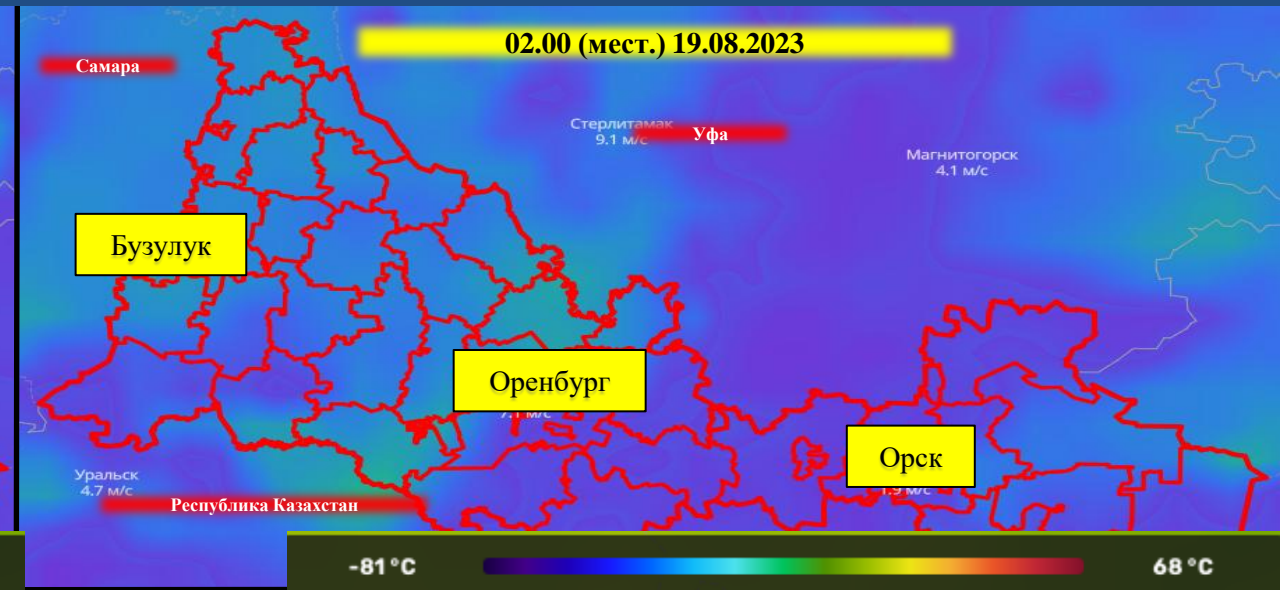 02.00 (мест.) 19.08.2023
Самара
Стерлитамак
9.1 м/с
Уфа
Магнитогорск
4.1 м/с
Бузулук
Оренбург
7.1 м/с
Орск
1.9 м/с
Уральск
4.7 м/с
Республика Казахстан
-81°C
68°C